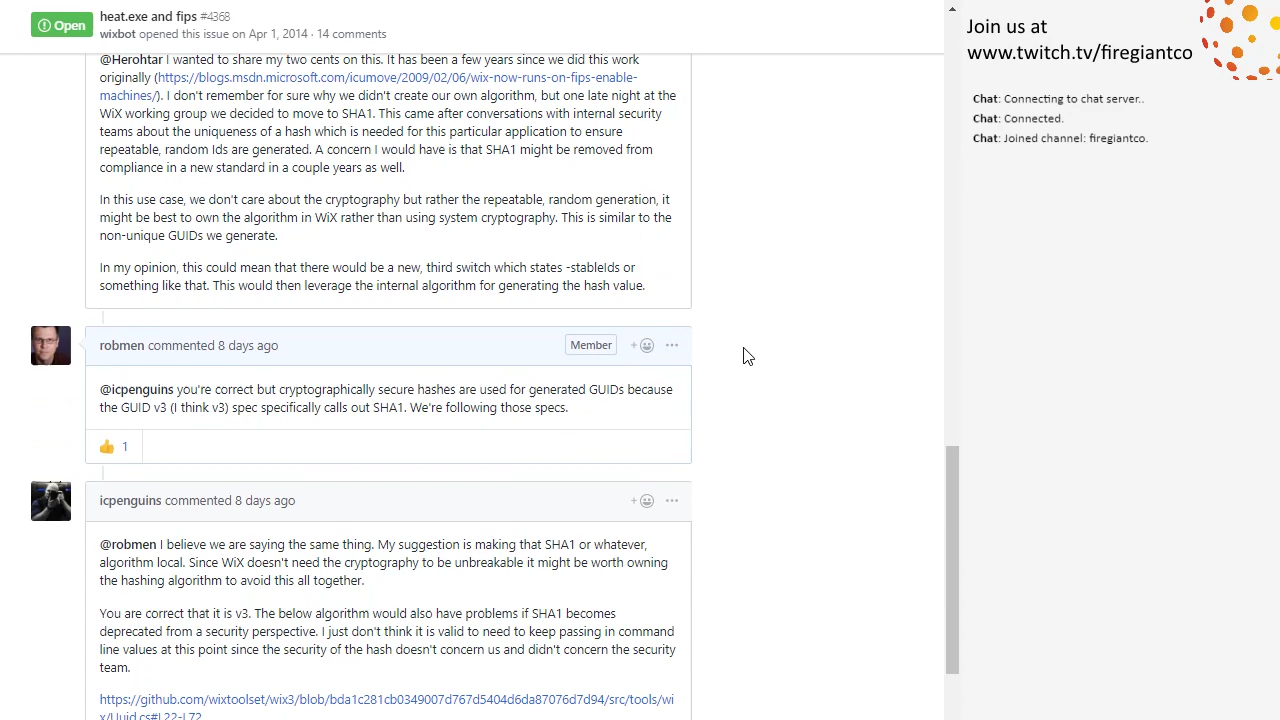 Open
heat.exe and fips #4368
wixbot opened this issue on Apr 1, 2014 · 14 comments
@Herohtar I wanted to share my two cents on this. It has been a few years since we did this work
originally (https://blogs.msdn.microsoft.com/icumove/2009/02/06/wix-now-runs-on-fips-enable-
machines/). I don't remember for sure why we didn't create our own algorithm, but one late night at the
WiX working group we decided to move to SHA1. This came after conversations with internal security
teams about the uniqueness of a hash which is needed for this particular application to ensure
repeatable, random Ids are generated. A concern I would have is that SHA1 might be removed from
compliance in a new standard in a couple years as well.
In this use case, we don't care about the cryptography but rather the repeatable, random generation, it
might be best to own the algorithm in WiX rather than using system cryptography. This is similar to the
non-unique GUIDs we generate.
In my opinion, this could mean that there would be a new, third switch which states -stableIds or
something like that. This would then leverage the internal algorithm for generating the hash value.
robmen commented 8 days ago
Member
@icpenguins you're correct but cryptographically secure hashes are used for generated GUIDs because
the GUID v3 (I think v3) spec specifically calls out SHA1. We're following those specs.
👍 1
icpenguins commented 8 days ago
@robmen I believe we are saying the same thing. My suggestion is making that SHA1 or whatever,
algorithm local. Since WiX doesn't need the cryptography to be unbreakable it might be worth owning
the hashing algorithm to avoid this all together.
You are correct that it is v3. The below algorithm would also have problems if SHA1 becomes
deprecated from a security perspective. I just don't think it is valid to need to keep passing in command
line values at this point since the security of the hash doesn't concern us and didn't concern the security
team.
https://github.com/wixtoolset/wix3/blob/bda1c281cb0349007d767d5404d6da87076d7d94/src/tools/wi
x/Uuid.cs#L22-L72
Join us at
www.twitch.tv/firegiantco
Chat: Connecting to chat server..
Chat: Connected.
Chat: Joined channel: firegiantco.